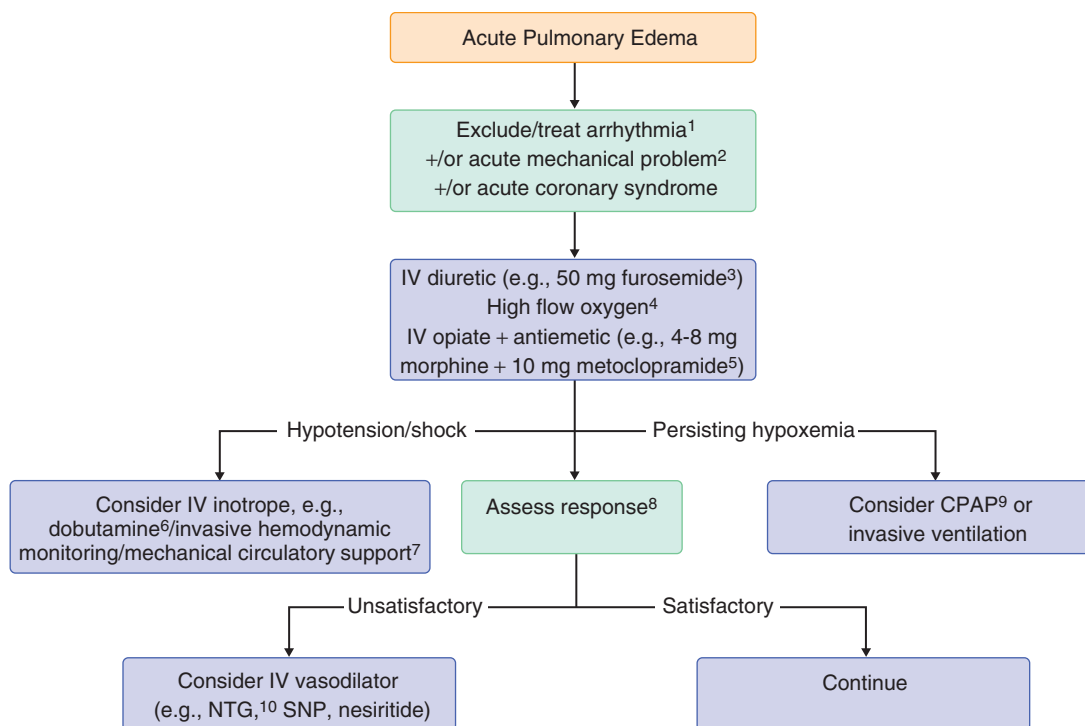 Acute Pulmonary Edema
Exclude/treat arrhythmia¹
+/or acute mechanical problem²
+/or acute coronary syndrome
IV diuretic (e.g., 50 mg furosemide³)
High flow oxygen⁴
IV opiate + antiemetic (e.g., 4-8 mg
morphine + 10 mg metoclopramide⁵)
Hypotension/shock
Persisting hypoxemia
Consider IV inotrope, e.g.,
dobutamine⁶/invasive hemodynamic
monitoring/mechanical circulatory support⁷
Assess response⁸
Consider CPAP⁹ or
invasive ventilation
Unsatisfactory
Satisfactory
Consider IV vasodilator
(e.g., NTG,¹⁰ SNP, nesiritide)
Continue